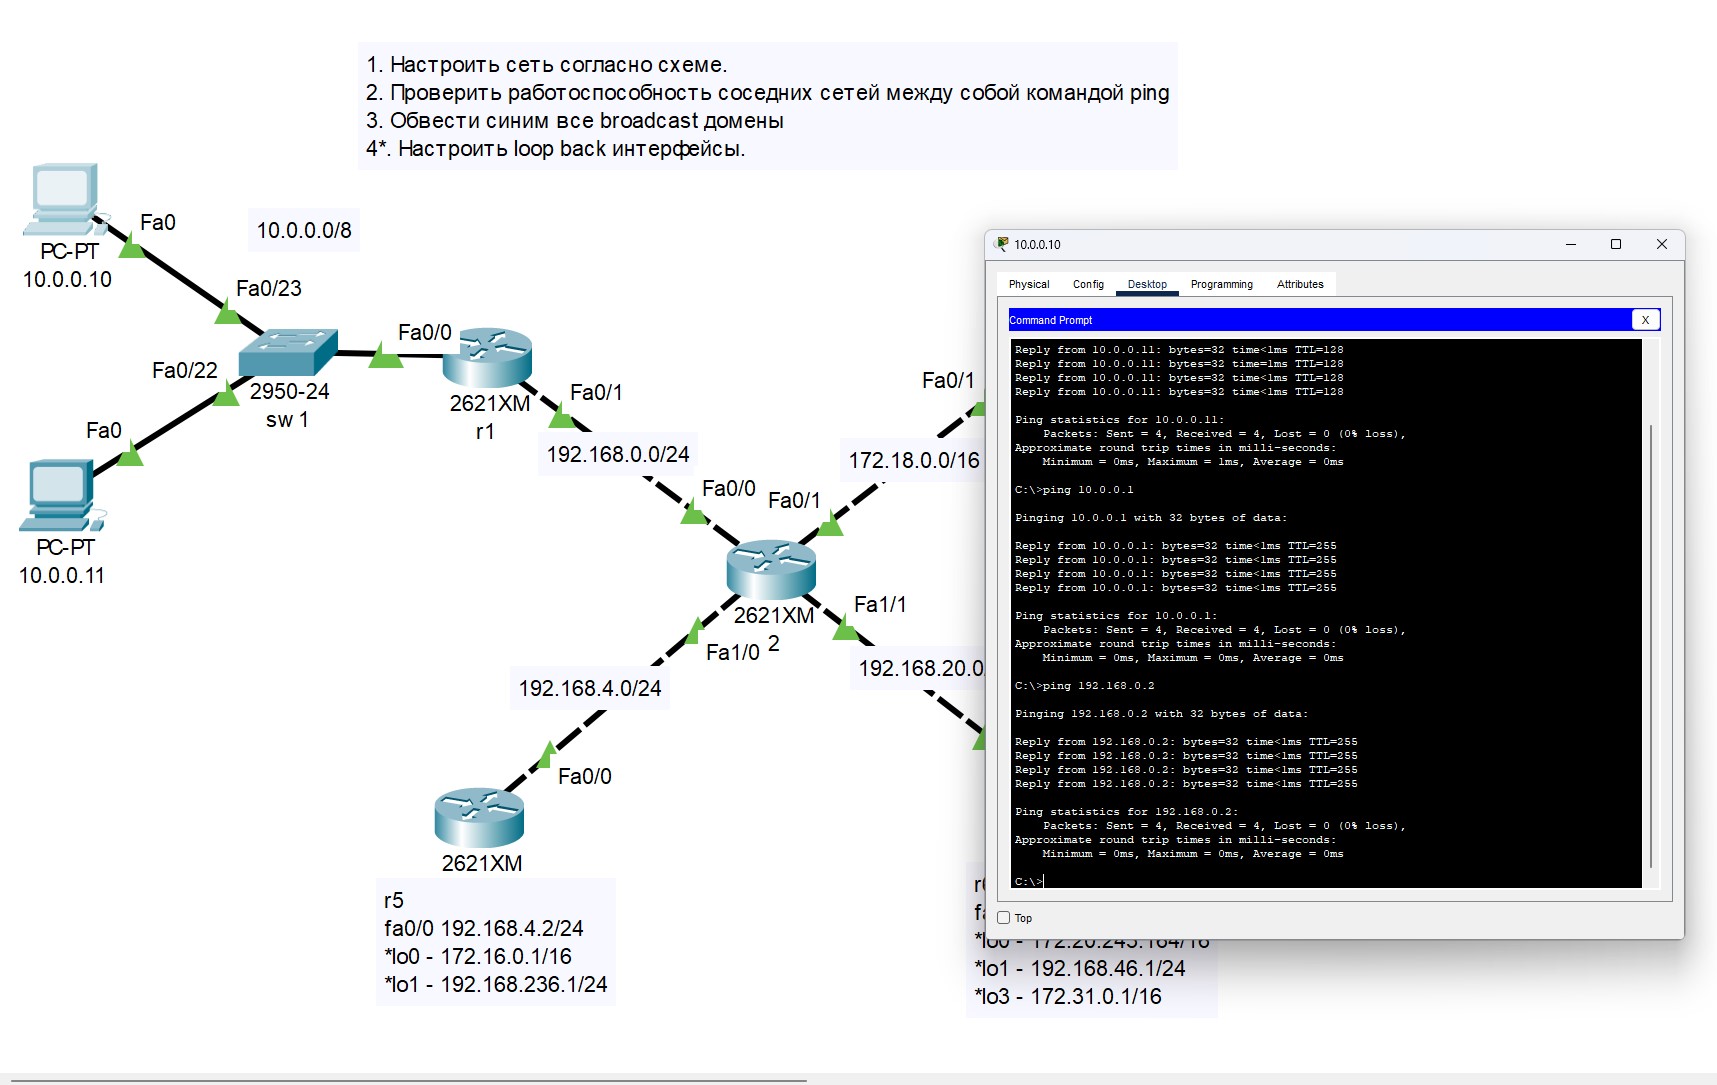 1. Настроить сеть согласно схеме.
2. Проверить работоспособность соседних сетей между собой командой ping
3. Обвести синим все broadcast домены
4*. Настроить loop back интерфейсы.
Fa0
PC-PT
10.0.0.10
10.0.0.0/8
Fa0/23
Fa0/0
Fa0/22
2950-24
sw 1
2621XM
r1
Fa0/1
Fa0
PC-PT
10.0.0.11
192.168.0.0/24
Fa0/0
Fa0/1
172.18.0.0/16
Fa0/1
2621XM
2
Fa1/1
Fa1/0
192.168.20.0
192.168.4.0/24
Fa0/0
2621XM
r5
fa0/0 192.168.4.2/24
*lo0 - 172.16.0.1/16
*lo1 - 192.168.236.1/24
*lo0 - 172.20.245.164/16
*lo1 - 192.168.46.1/24
*lo3 - 172.31.0.1/16
10.0.0.10
Physical Config Desktop Programming Attributes
Command Prompt X
Reply from 10.0.0.11: bytes=32 time<1ms TTL=128
Reply from 10.0.0.11: bytes=32 time=1ms TTL=128
Reply from 10.0.0.11: bytes=32 time<1ms TTL=128
Reply from 10.0.0.11: bytes=32 time<1ms TTL=128
Ping statistics for 10.0.0.11:
Packets: Sent = 4, Received = 4, Lost = 0 (0% loss),
Approximate round trip times in milli-seconds:
Minimum = 0ms, Maximum = 1ms, Average = 0ms
C:\>ping 10.0.0.1
Pinging 10.0.0.1 with 32 bytes of data:
Reply from 10.0.0.1: bytes=32 time<1ms TTL=255
Reply from 10.0.0.1: bytes=32 time<1ms TTL=255
Reply from 10.0.0.1: bytes=32 time<1ms TTL=255
Reply from 10.0.0.1: bytes=32 time<1ms TTL=255
Ping statistics for 10.0.0.1:
Packets: Sent = 4, Received = 4, Lost = 0 (0% loss),
Approximate round trip times in milli-seconds:
Minimum = 0ms, Maximum = 0ms, Average = 0ms
C:\>ping 192.168.0.2
Pinging 192.168.0.2 with 32 bytes of data:
Reply from 192.168.0.2: bytes=32 time<1ms TTL=255
Reply from 192.168.0.2: bytes=32 time<1ms TTL=255
Reply from 192.168.0.2: bytes=32 time<1ms TTL=255
Reply from 192.168.0.2: bytes=32 time<1ms TTL=255
Ping statistics for 192.168.0.2:
Packets: Sent = 4, Received = 4, Lost = 0 (0% loss),
Approximate round trip times in milli-seconds:
Minimum = 0ms, Maximum = 0ms, Average = 0ms
C:\>
Top